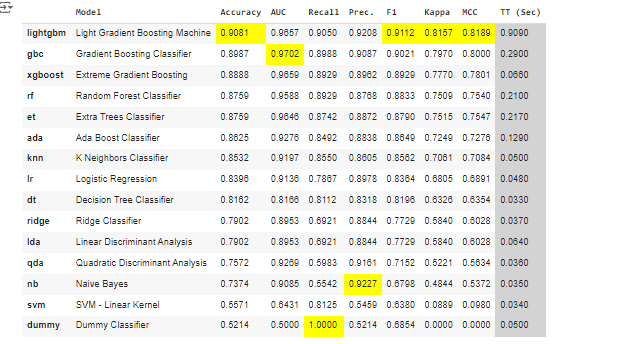 Model Accuracy AUC Recall Prec. F1 Kappa MCC TT (Sec)
lightgbm Light Gradient Boosting Machine 0.9081 0.9657 0.9050 0.9208 0.9112 0.8157 0.8189 0.9090
gbc Gradient Boosting Classifier 0.8987 0.9702 0.8988 0.9087 0.9021 0.7970 0.8000 0.2900
xgboost Extreme Gradient Boosting 0.8888 0.9659 0.8929 0.8962 0.8929 0.7770 0.7801 0.0660
rf Random Forest Classifier 0.8759 0.9588 0.8929 0.8768 0.8833 0.7509 0.7540 0.2100
et Extra Trees Classifier 0.8759 0.9646 0.8742 0.8872 0.8790 0.7515 0.7547 0.2170
ada Ada Boost Classifier 0.8625 0.9276 0.8492 0.8838 0.8649 0.7249 0.7276 0.1290
knn K Neighbors Classifier 0.8532 0.9197 0.8550 0.8605 0.8562 0.7061 0.7084 0.0500
lr Logistic Regression 0.8396 0.9136 0.7867 0.8978 0.8364 0.6805 0.6891 0.0480
dt Decision Tree Classifier 0.8162 0.8166 0.8112 0.8318 0.8196 0.6326 0.6354 0.0330
ridge Ridge Classifier 0.7902 0.8953 0.6921 0.8844 0.7729 0.5840 0.6028 0.0370
lda Linear Discriminant Analysis 0.7902 0.8953 0.6921 0.8844 0.7729 0.5840 0.6028 0.0640
qda Quadratic Discriminant Analysis 0.7572 0.9269 0.5983 0.9161 0.7152 0.5221 0.5634 0.0360
nb Naive Bayes 0.7374 0.9085 0.5542 0.9227 0.6798 0.4844 0.5372 0.0350
svm SVM - Linear Kernel 0.5571 0.6431 0.8125 0.5459 0.6380 0.0889 0.0980 0.0340
dummy Dummy Classifier 0.5214 0.5000 1.0000 0.5214 0.6854 0.0000 0.0000 0.0500